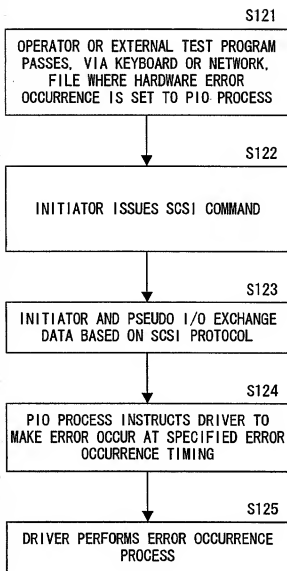 S121
OPERATOR OR EXTERNAL TEST PROGRAM
PASSES, VIA KEYBOARD OR NETWORK,
FILE WHERE HARDWARE ERROR
OCCURRENCE IS SET TO PIO PROCESS
S122
INITIATOR ISSUES SCSI COMMAND
S123
INITIATOR AND PSEUDO I/O EXCHANGE
DATA BASED ON SCSI PROTOCOL
S124
PIO PROCESS INSTRUCTS DRIVER TO
MAKE ERROR OCCUR AT SPECIFIED ERROR
OCCURRENCE TIMING
S125
DRIVER PERFORMS ERROR OCCURRENCE
PROCESS